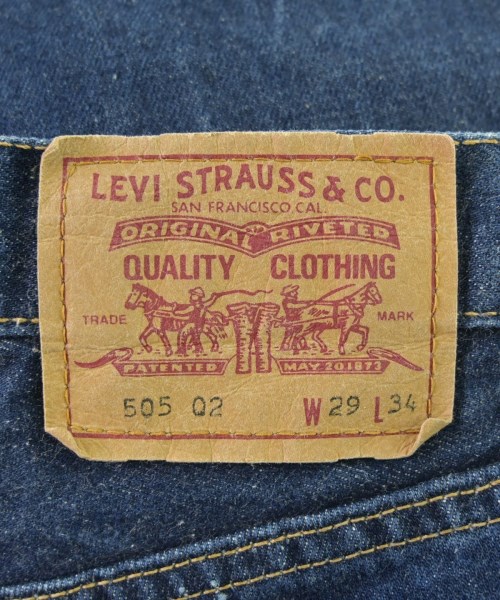 LEVI STRAUSS & CO.
SAN FRANCISCO, CAL.
ORIGINAL RIVETED
QUALITY CLOTHING
TRADE MARK
PATENTED MAY 20 1873
505 02 W 29 L 34